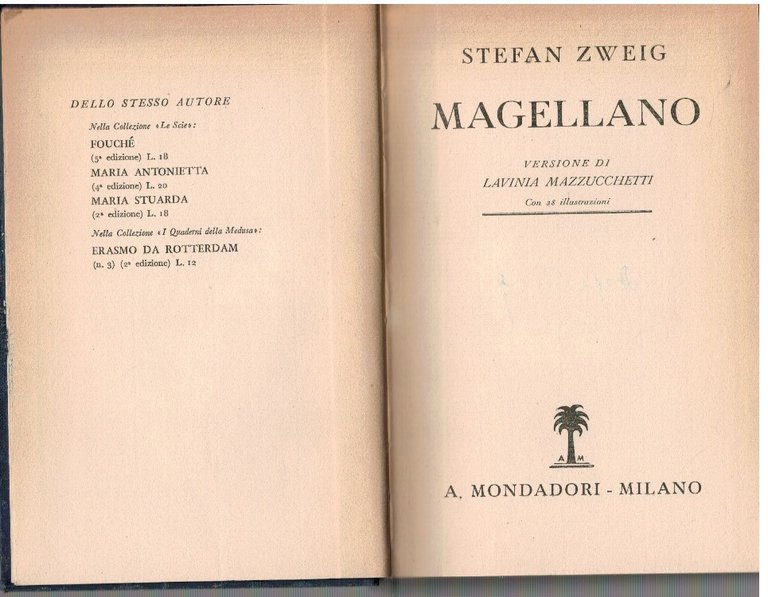 DELLO STESSO AUTORE
Nella Collezione «Le Scie»:
FOUCHÉ
(5ª edizione) L. 18
MARIA ANTONIETTA
(4ª edizione) L. 20
MARIA STUARDA
(2ª edizione) L. 18
Nella Collezione «I Quaderni della Medusa»:
ERASMO DA ROTTERDAM
(n. 3) (2ª edizione) L. 12
STEFAN ZWEIG
MAGELLANO
VERSIONE DI
LAVINIA MAZZUCCHETTI
Con 28 illustrazioni
A M
A. MONDADORI - MILANO